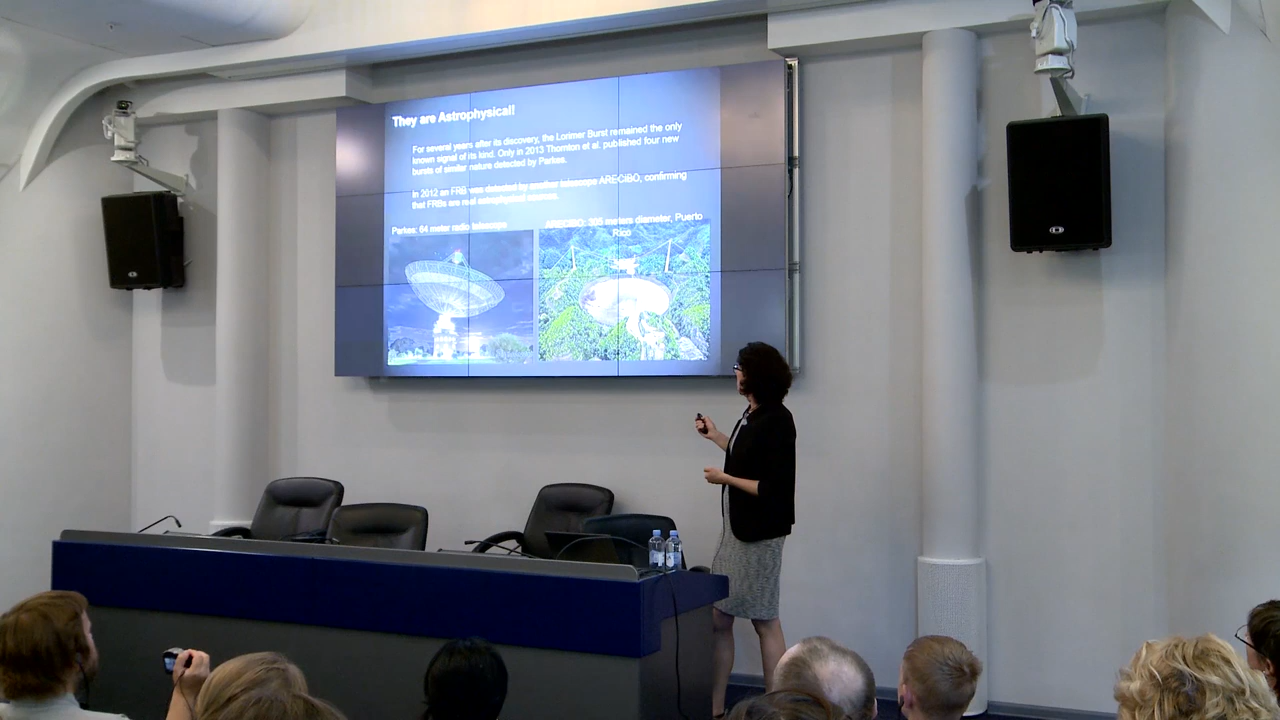 They are Astrophysical!
For several years after its discovery, the Lorimer Burst remained the only
known signal of its kind. Only in 2013 Thornton et al. published four new
bursts of similar nature detected by Parkes.
In 2012 an FRB was detected by another telescope ARECIBO, confirming
that FRBs are real astrophysical sources.
Parkes: 64 meter radio telescope
ARECIBO: 305 meters diameter, Puerto
Rico